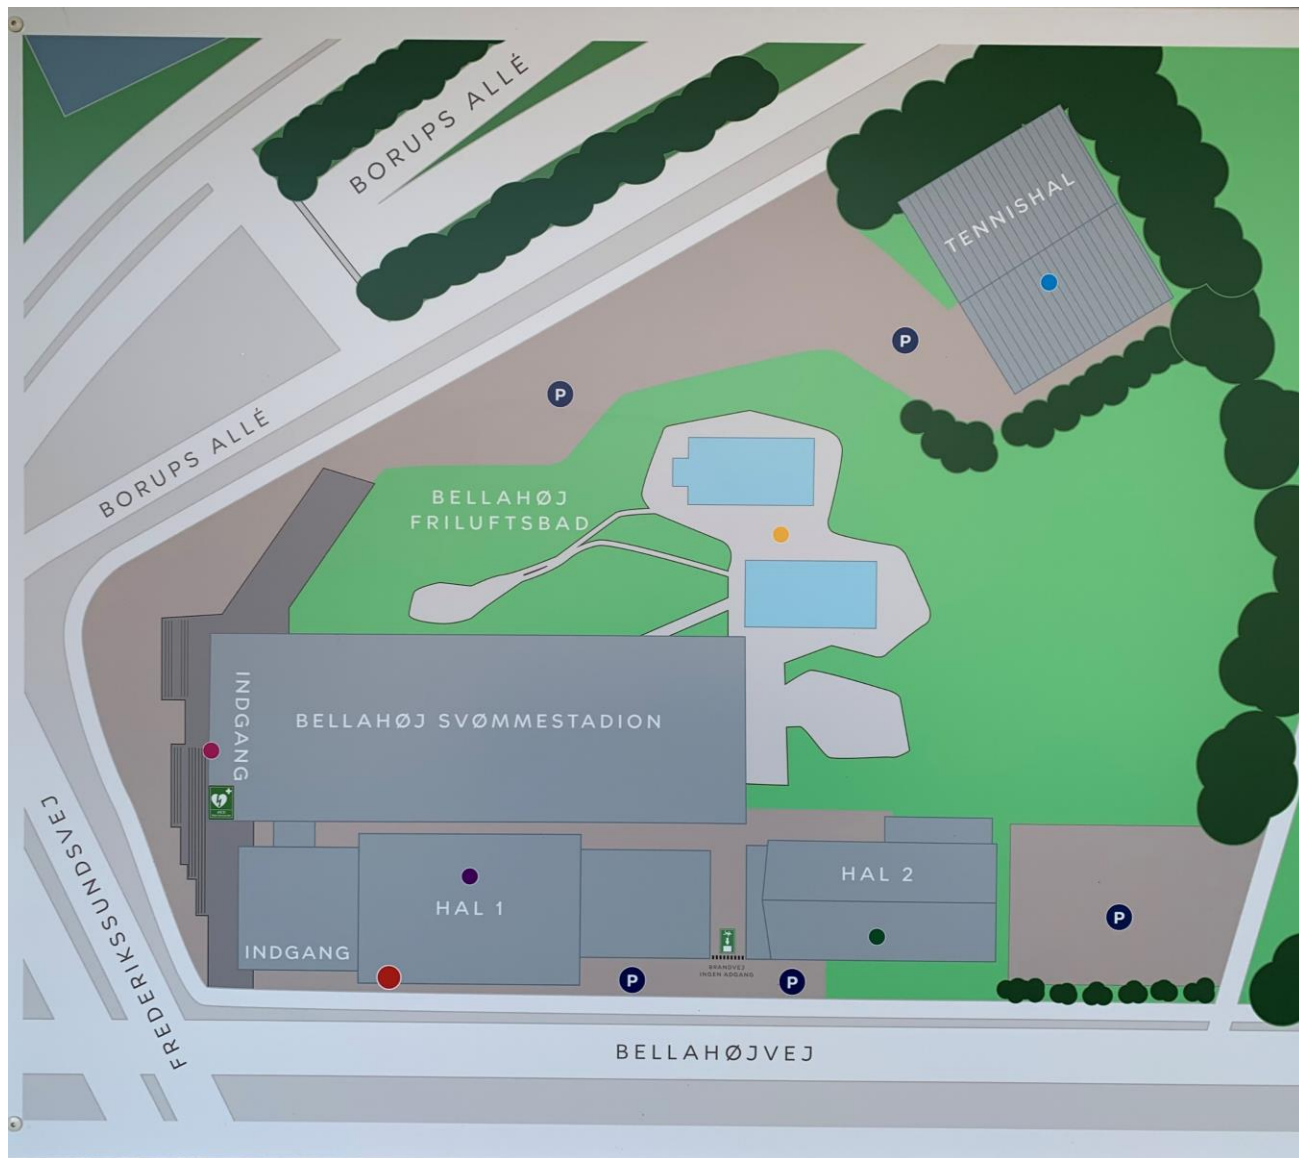 BORUPS ALLÉ
TENNISHAL
P
P
BORUPS ALLÉ
BELLAHØJ
FRILUFTSBAD
INDGANG
BELLAHØJ SVØMMESTADION
HAL 2
HAL 1
P
INDGANG
BRANDVEJ
INGEN ADGANG
P
P
FREDERIKSSUNDSVEJ
BELLAHØJVEJ